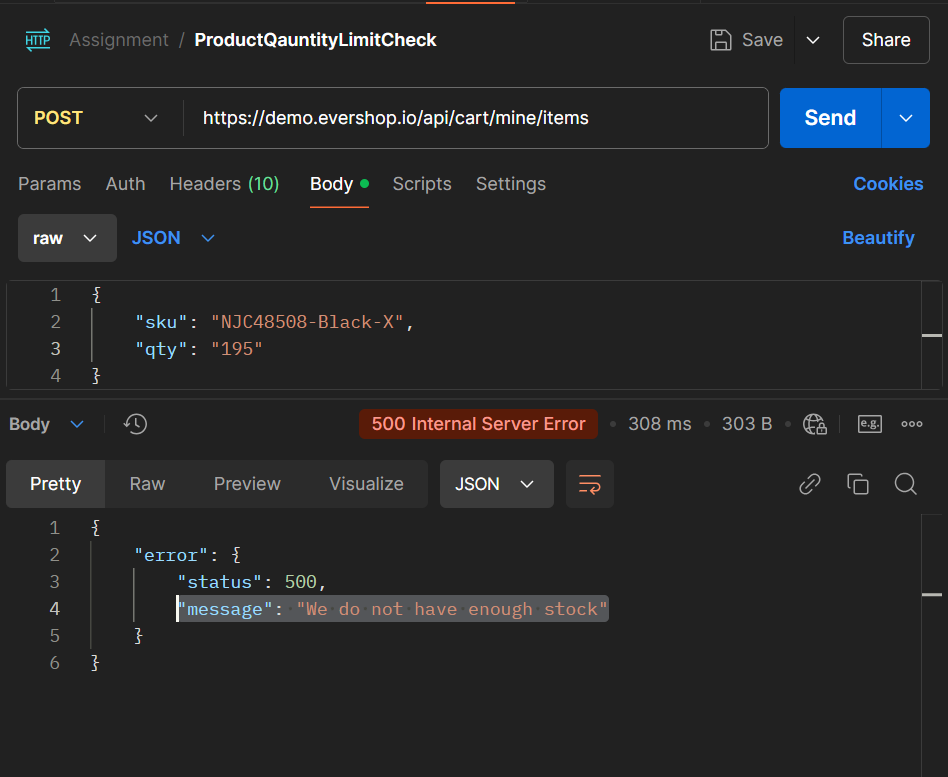 HTTP Assignment / ProductQauntityLimitCheck Save Share
POST https://demo.evershop.io/api/cart/mine/items Send
Params Auth Headers (10) Body Scripts Settings Cookies
raw JSON Beautify
1 {
2 "sku": "NJC48508-Black-X",
3 "qty": "195"
4 }
Body 500 Internal Server Error 308 ms 303 B e.g.
Pretty Raw Preview Visualize JSON
1 {
2 "error": {
3 "status": 500,
4 "message": "We do not have enough stock"
5 }
6 }